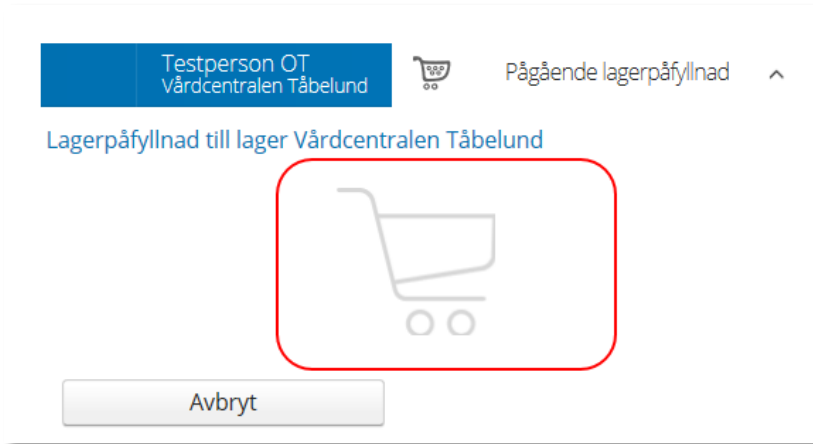 Testperson OT
Vårdcentralen Tåbelund
Pågående lagerpåfyllnad
Lagerpåfyllnad till lager Vårdcentralen Tåbelund
Avbryt